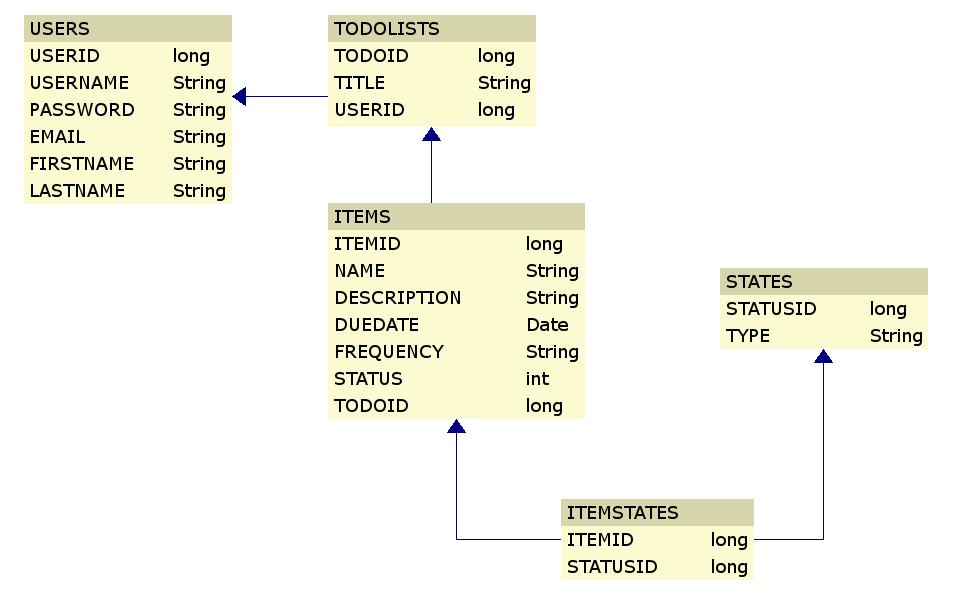 USERS
USERID long
USERNAME String
PASSWORD String
EMAIL String
FIRSTNAME String
LASTNAME String
TODOLISTS
TODOID long
TITLE String
USERID long
ITEMS
ITEMID long
NAME String
DESCRIPTION String
DUEDATE Date
FREQUENCY String
STATUS int
TODOID long
STATES
STATUSID long
TYPE String
ITEMSTATES
ITEMID long
STATUSID long